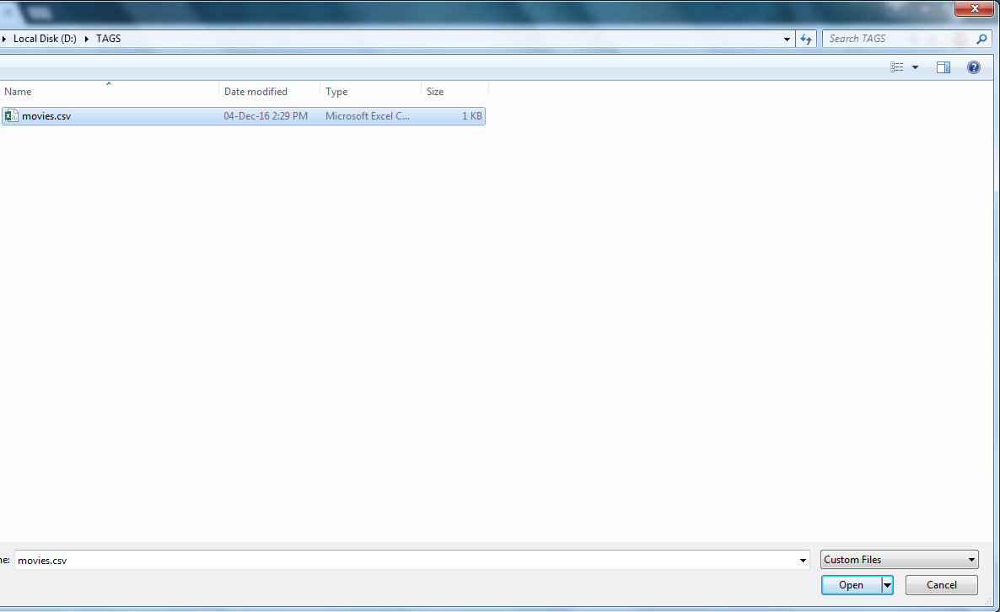 Local Disk (D:) TAGS Search TAGS
Name Date modified Type Size
movies.csv 04-Dec-16 2:29 PM Microsoft Excel C... 1 KB
ne: movies.csv Custom Files
Open Cancel